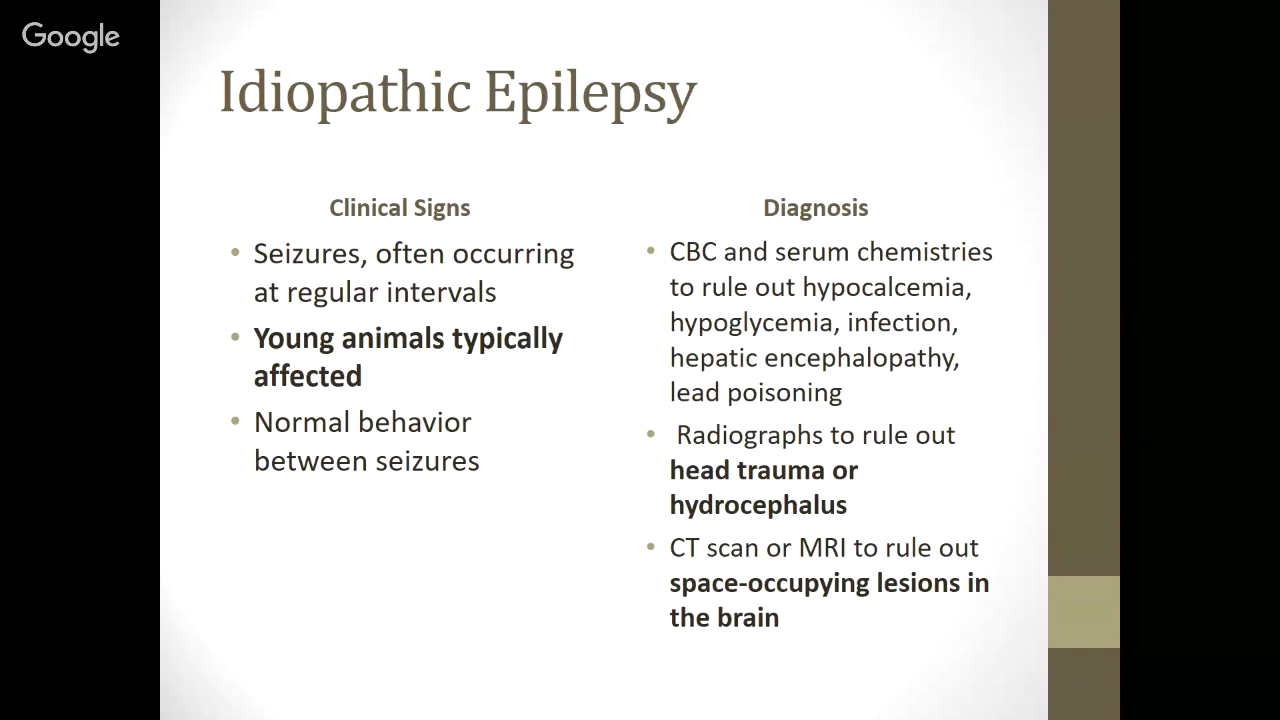 Google
Idiopathic Epilepsy
Clinical Signs
• Seizures, often occurring
at regular intervals
• Young animals typically
affected
• Normal behavior
between seizures
Diagnosis
• CBC and serum chemistries
to rule out hypocalcemia,
hypoglycemia, infection,
hepatic encephalopathy,
lead poisoning
• Radiographs to rule out
head trauma or
hydrocephalus
• CT scan or MRI to rule out
space-occupying lesions in
the brain